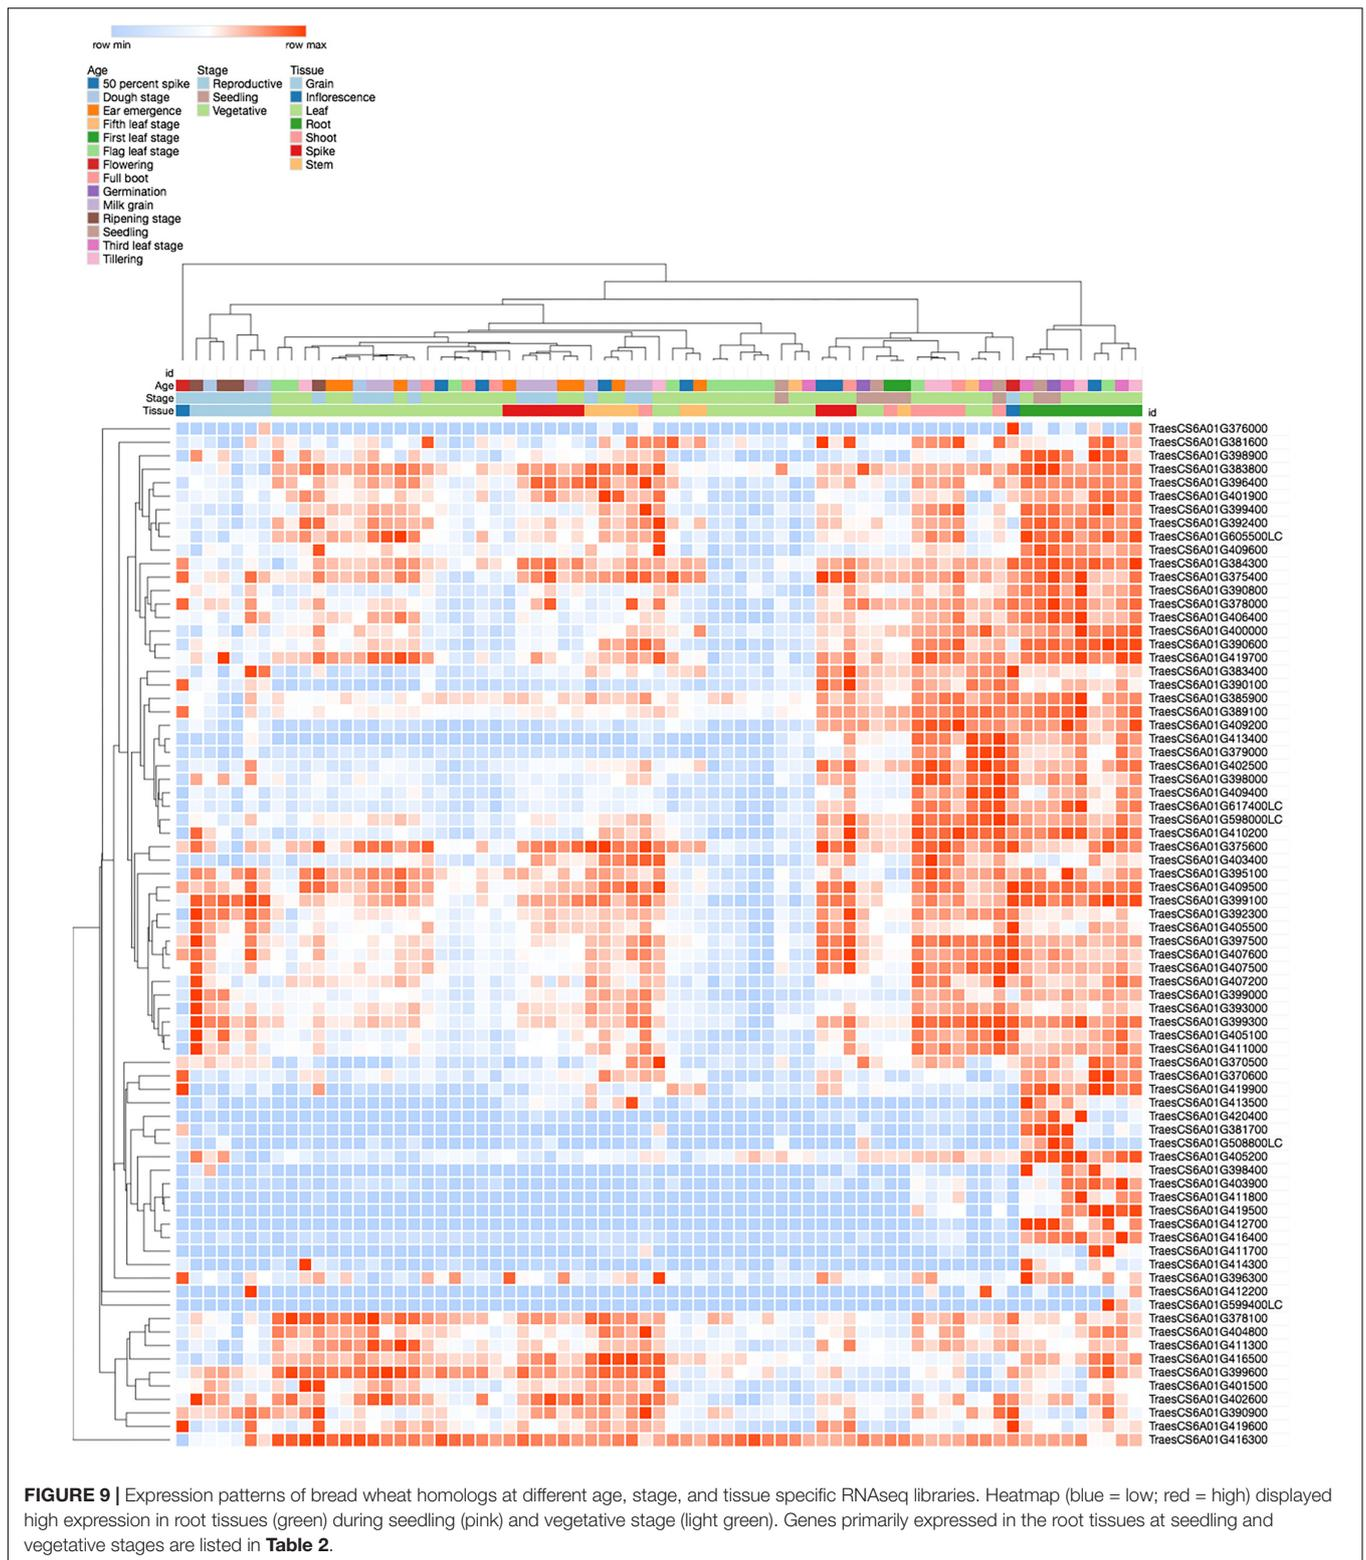 row min row max
Age Stage Tissue
50 percent spike Reproductive Grain
Dough stage Seedling Inflorescence
Ear emergence Vegetative Leaf
Fifth leaf stage Root
First leaf stage Shoot
Flag leaf stage Spike
Flowering Stem
Full boot
Germination
Milk grain
Ripening stage
Seedling
Third leaf stage
Tillering
id
Age
Stage
Tissue id
TraesCS6A01G376000
TraesCS6A01G381600
TraesCS6A01G398900
TraesCS6A01G383800
TraesCS6A01G396400
TraesCS6A01G401900
TraesCS6A01G399400
TraesCS6A01G392400
TraesCS6A01G605500LC
TraesCS6A01G409600
TraesCS6A01G384300
TraesCS6A01G375400
TraesCS6A01G390800
TraesCS6A01G378000
TraesCS6A01G406400
TraesCS6A01G400000
TraesCS6A01G390600
TraesCS6A01G419700
TraesCS6A01G383400
TraesCS6A01G390100
TraesCS6A01G385900
TraesCS6A01G389100
TraesCS6A01G409200
TraesCS6A01G413400
TraesCS6A01G379000
TraesCS6A01G402500
TraesCS6A01G398000
TraesCS6A01G409400
TraesCS6A01G617400LC
TraesCS6A01G598000LC
TraesCS6A01G410200
TraesCS6A01G375600
TraesCS6A01G403400
TraesCS6A01G395100
TraesCS6A01G409500
TraesCS6A01G399100
TraesCS6A01G392300
TraesCS6A01G405500
TraesCS6A01G397500
TraesCS6A01G407600
TraesCS6A01G407500
TraesCS6A01G407200
TraesCS6A01G399000
TraesCS6A01G393000
TraesCS6A01G399300
TraesCS6A01G405100
TraesCS6A01G411000
TraesCS6A01G370500
TraesCS6A01G370600
TraesCS6A01G419900
TraesCS6A01G413500
TraesCS6A01G420400
TraesCS6A01G381700
TraesCS6A01G508800LC
TraesCS6A01G405200
TraesCS6A01G398400
TraesCS6A01G403900
TraesCS6A01G411800
TraesCS6A01G419500
TraesCS6A01G412700
TraesCS6A01G416400
TraesCS6A01G411700
TraesCS6A01G414300
TraesCS6A01G396300
TraesCS6A01G412200
TraesCS6A01G599400LC
TraesCS6A01G378100
TraesCS6A01G404800
TraesCS6A01G411300
TraesCS6A01G416500
TraesCS6A01G399600
TraesCS6A01G401500
TraesCS6A01G402600
TraesCS6A01G390900
TraesCS6A01G419600
TraesCS6A01G416300
FIGURE 9 | Expression patterns of bread wheat homologs at different age, stage, and tissue specific RNAseq libraries. Heatmap (blue = low; red = high) displayed
high expression in root tissues (green) during seedling (pink) and vegetative stage (light green). Genes primarily expressed in the root tissues at seedling and
vegetative stages are listed in Table 2.